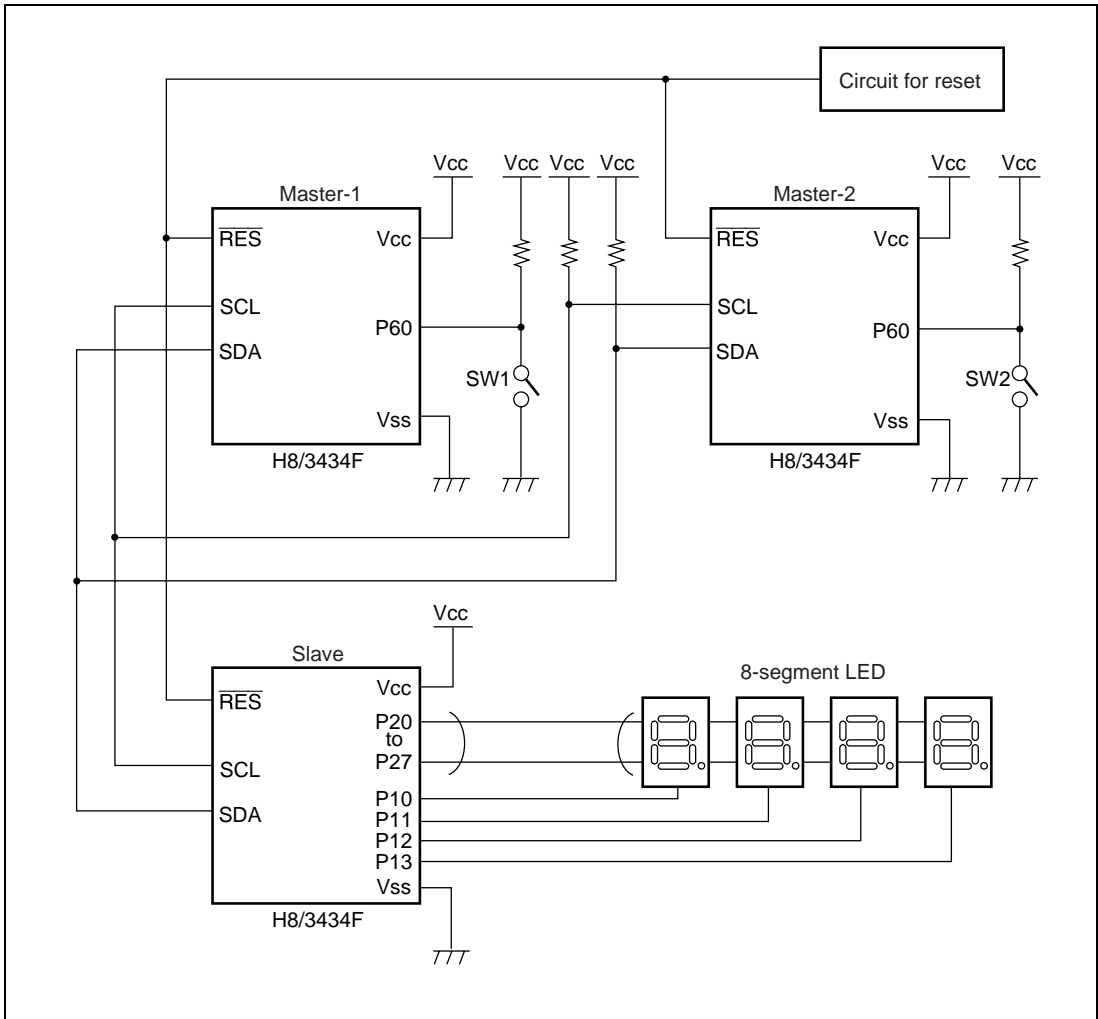 Circuit for reset
Vcc
Vcc
Vcc
Vcc
Vcc
Vcc
Master-1
RES
SCL
SDA
Vcc
P60
Vss
H8/3434F
SW1
Master-2
RES
SCL
SDA
Vcc
P60
Vss
H8/3434F
SW2
Vcc
Slave
RES
SCL
SDA
Vcc
P20
to
P27
P10
P11
P12
P13
Vss
H8/3434F
8-segment LED